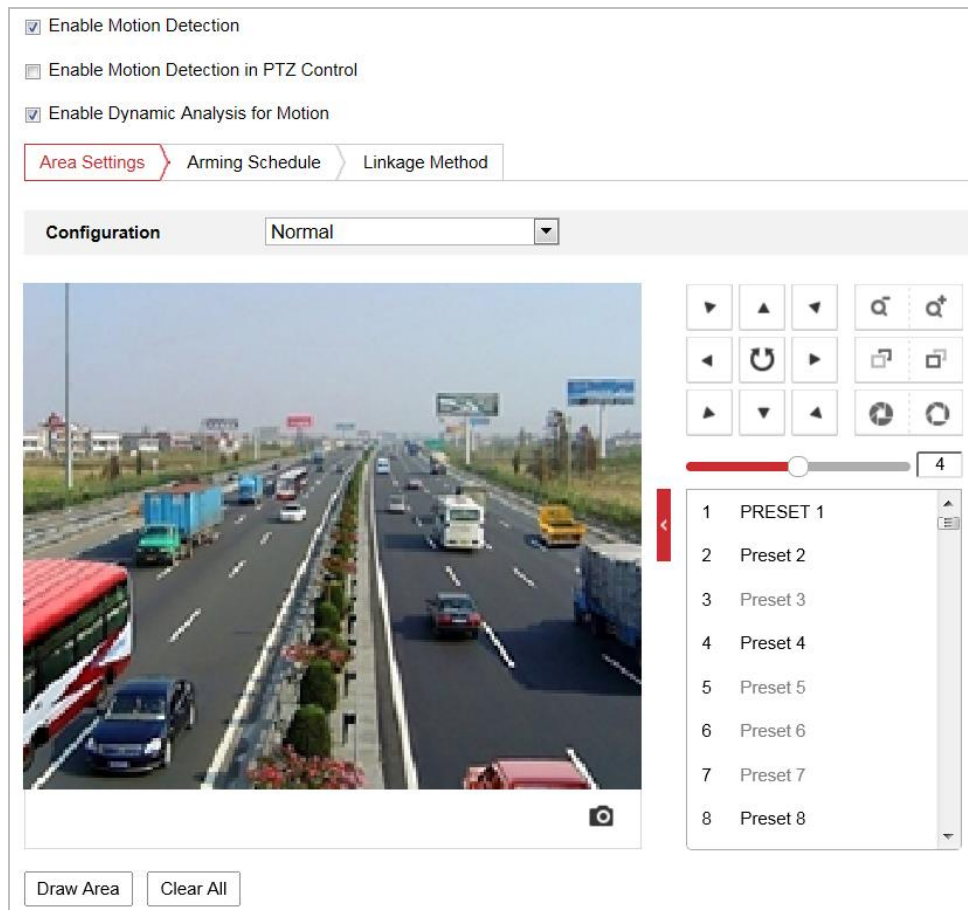 Enable Motion Detection
Enable Motion Detection in PTZ Control
Enable Dynamic Analysis for Motion
Area Settings
Arming Schedule
Linkage Method
Configuration
Normal
4
1 PRESET 1
2 Preset 2
3 Preset 3
4 Preset 4
5 Preset 5
6 Preset 6
7 Preset 7
8 Preset 8
Draw Area
Clear All